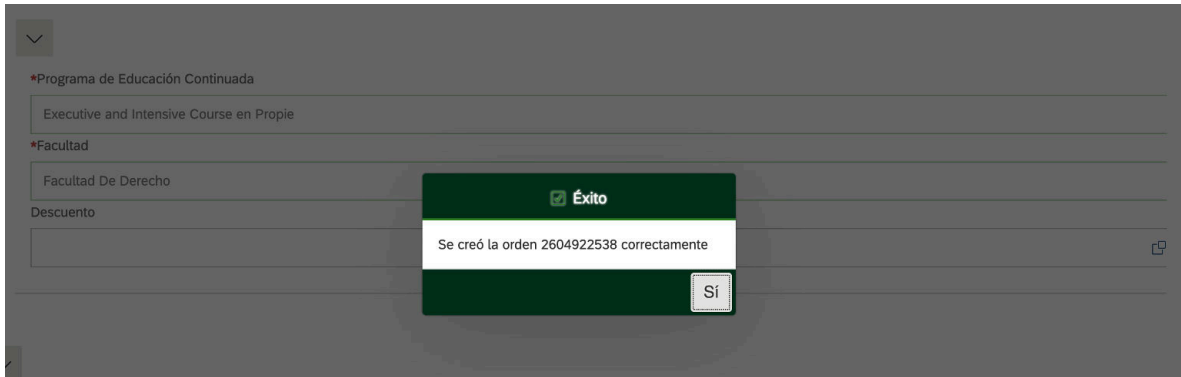 *Programa de Educación Continuada
Executive and Intensive Course en Propie
*Facultad
Facultad De Derecho
Descuento
Éxito
Se creó la orden 2604922538 correctamente
Sí